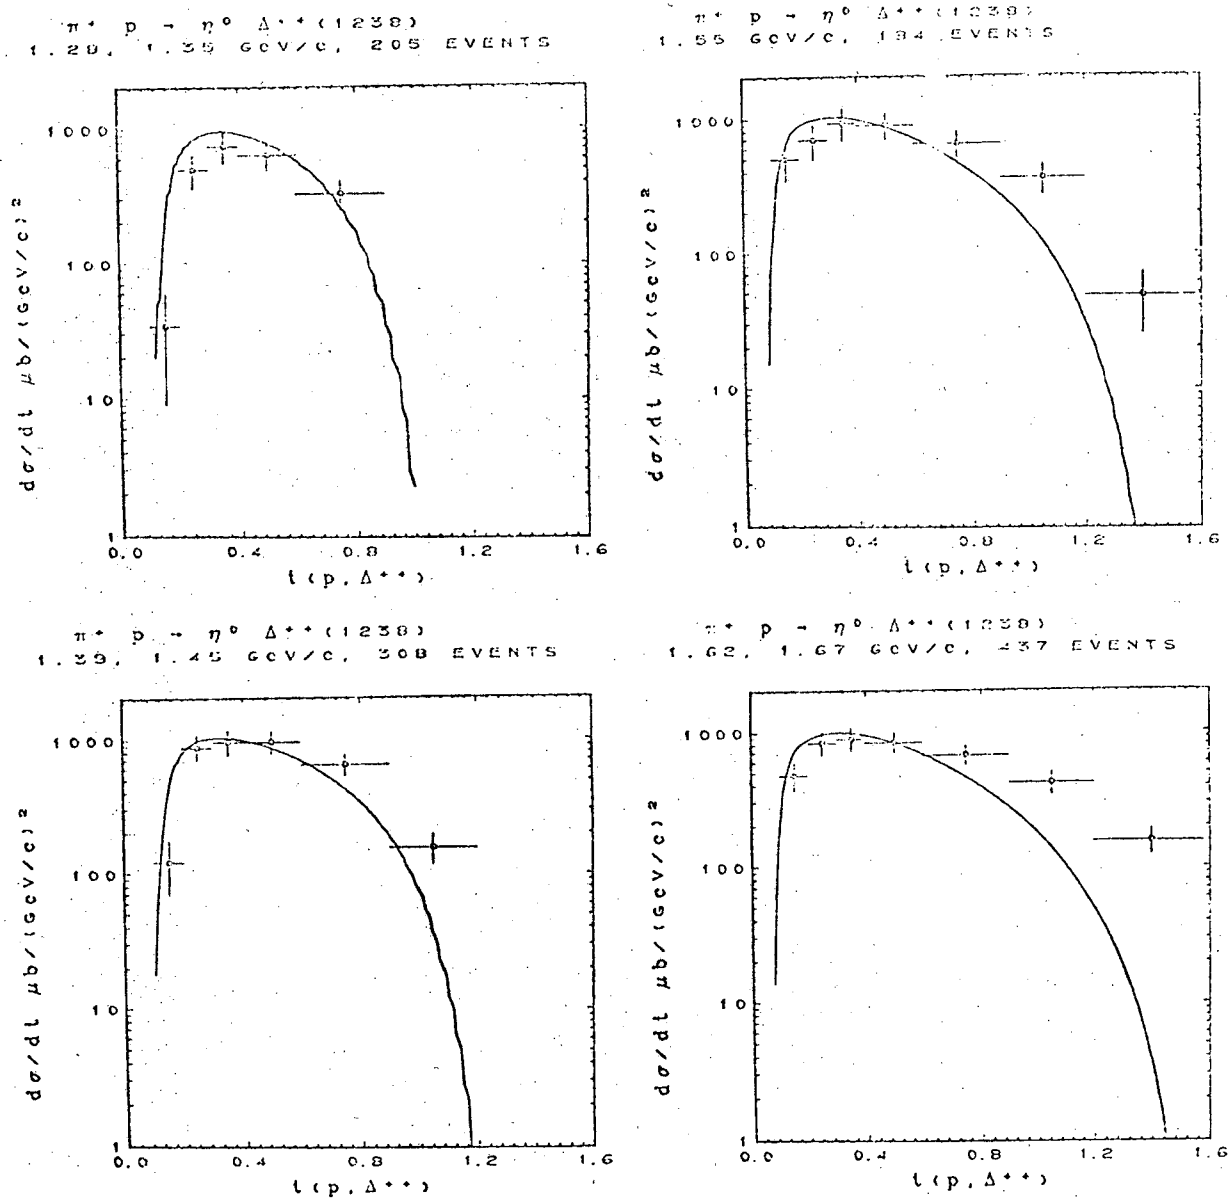 π⁺ p → η⁰ Δ⁺⁺(1238)
1.28, 1.35 GeV/c, 205 EVENTS
1000
100
10
1
0.0 0.4 0.8 1.2 1.6
dσ/dt μb/(GeV/c)²
t(p,Δ⁺⁺)
π⁺ p → η⁰ Δ⁺⁺(1238)
1.55 GeV/c, 184 EVENTS
1000
100
10
1
0.0 0.4 0.8 1.2 1.6
dσ/dt μb/(GeV/c)²
t(p,Δ⁺⁺)
π⁺ p → η⁰ Δ⁺⁺(1238)
1.39, 1.45 GeV/c, 308 EVENTS
1000
100
10
1
0.0 0.4 0.8 1.2 1.6
dσ/dt μb/(GeV/c)²
t(p,Δ⁺⁺)
π⁺ p → η⁰ Δ⁺⁺(1238)
1.62, 1.67 GeV/c, 437 EVENTS
1000
100
10
1
0.0 0.4 0.8 1.2 1.6
dσ/dt μb/(GeV/c)²
t(p,Δ⁺⁺)